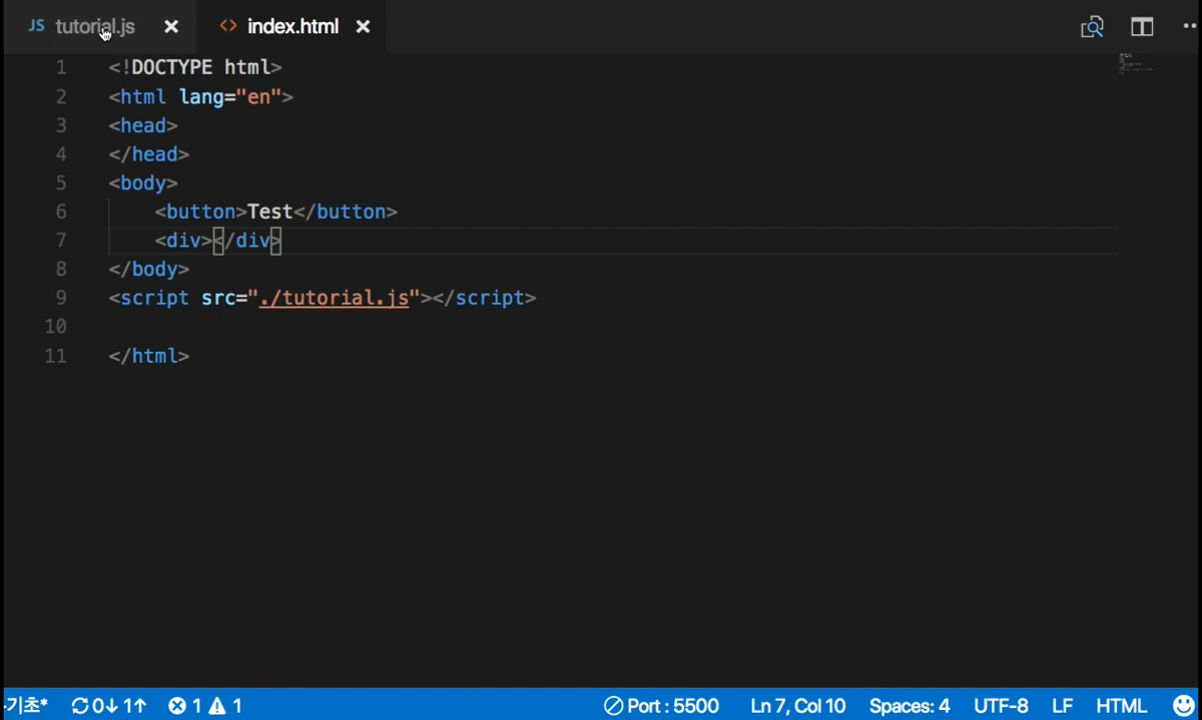 JS tutorial.js × <> index.html ×
1 <!DOCTYPE html>
2 <html lang="en">
3 <head>
4 </head>
5 <body>
6 <button>Test</button>
7 <div></div>
8 </body>
9 <script src="./tutorial.js"></script>
10
11 </html>
-기초* 0↓ 1↑ 1 1 Port : 5500 Ln 7, Col 10 Spaces: 4 UTF-8 LF HTML